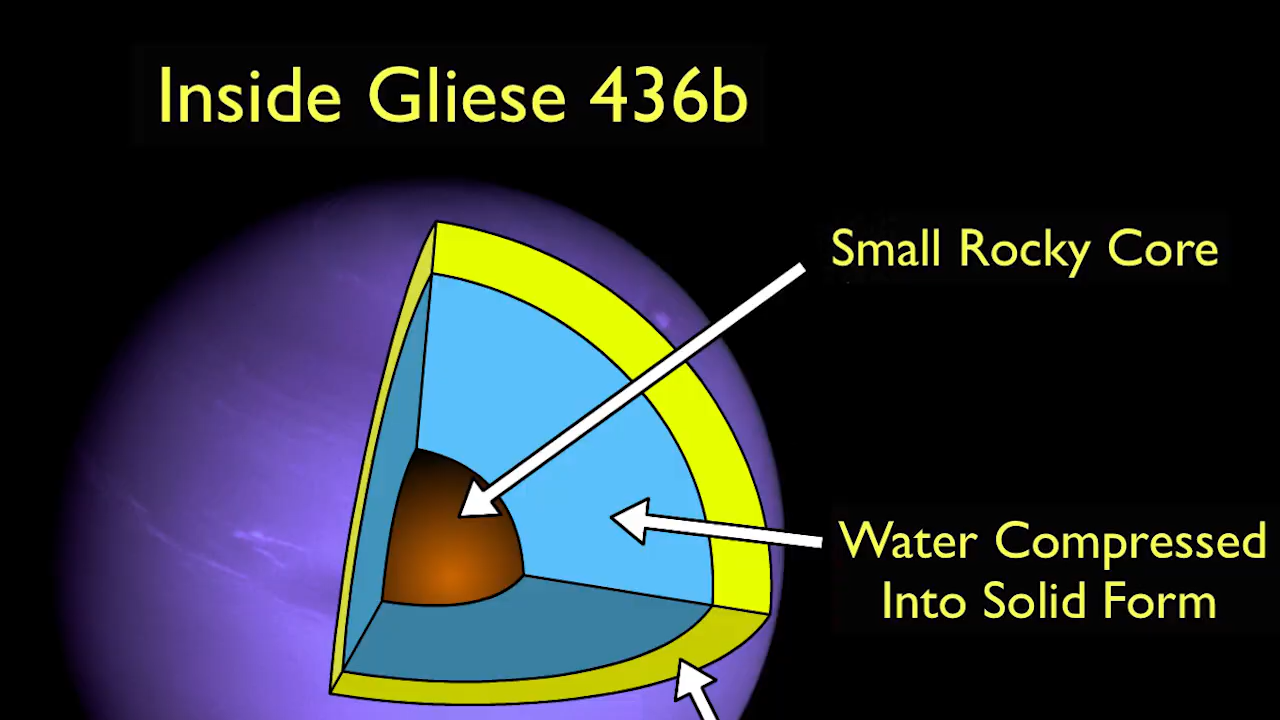 Inside Gliese 436b
Small Rocky Core
Water Compressed
Into Solid Form